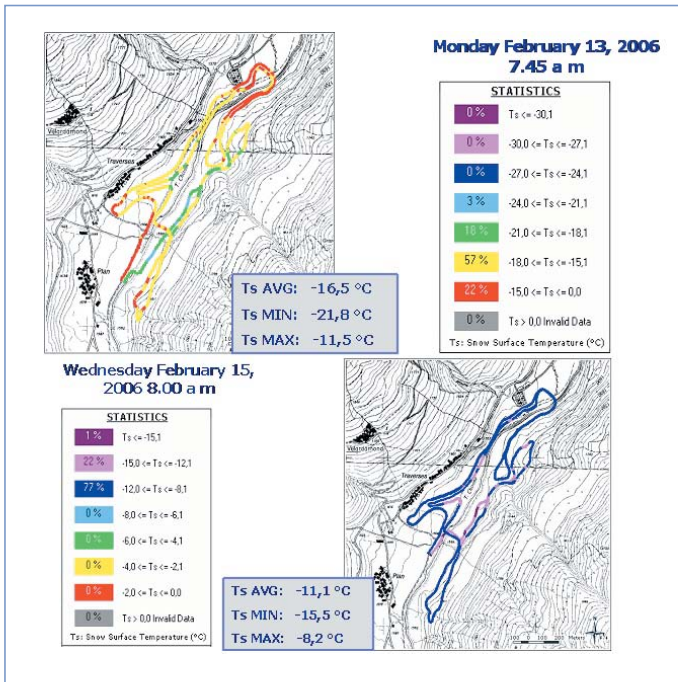 Monday February 13, 2006
7.45 a m
STATISTICS
0 % Ts <= -30,1
0 % -30,0 <= Ts <= -27,1
0 % -27,0 <= Ts <= -24,1
3 % -24,0 <= Ts <= -21,1
18 % -21,0 <= Ts <= -18,1
57 % -18,0 <= Ts <= -15,1
22 % -15,0 <= Ts <= 0,0
0 % Ts > 0,0 Invalid Data
Ts: Snow Surface Temperature (°C)
Traverses
Plan
Ts AVG: -16,5 °C
Ts MIN: -21,8 °C
Ts MAX: -11,5 °C
Wednesday February 15,
2006 8.00 a m
STATISTICS
1 % Ts <= -15,1
22 % -15,0 <= Ts <= -12,1
77 % -12,0 <= Ts <= -8,1
0 % -8,0 <= Ts <= -6,1
0 % -6,0 <= Ts <= -4,1
0 % -4,0 <= Ts <= -2,1
0 % -2,0 <= Ts <= 0,0
0 % Ts > 0,0 Invalid Data
Ts: Snow Surface Temperature (°C)
Traverses
Plan
Ts AVG: -11,1 °C
Ts MIN: -15,5 °C
Ts MAX: -8,2 °C
100 0 100 200 Meters